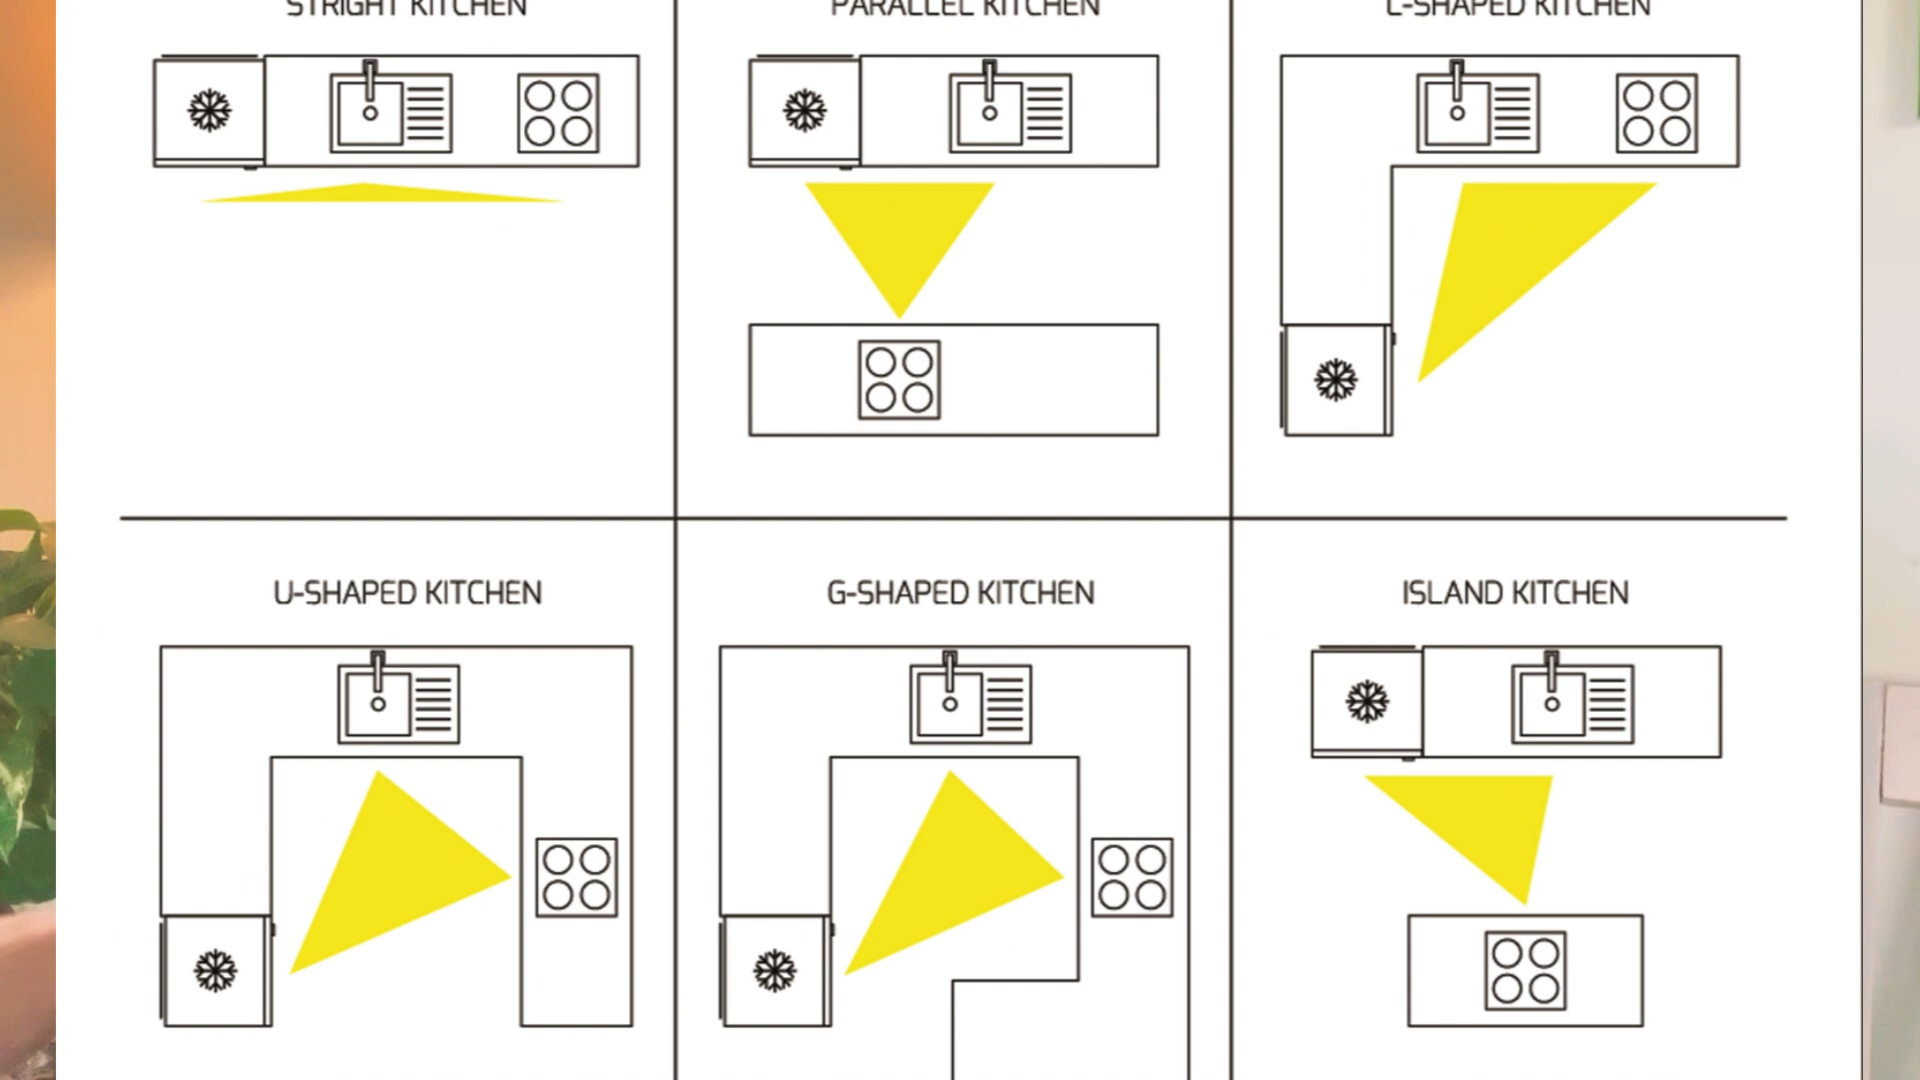 STRIGHT KITCHEN
PARALLEL KITCHEN
L-SHAPED KITCHEN
U-SHAPED KITCHEN
G-SHAPED KITCHEN
ISLAND KITCHEN